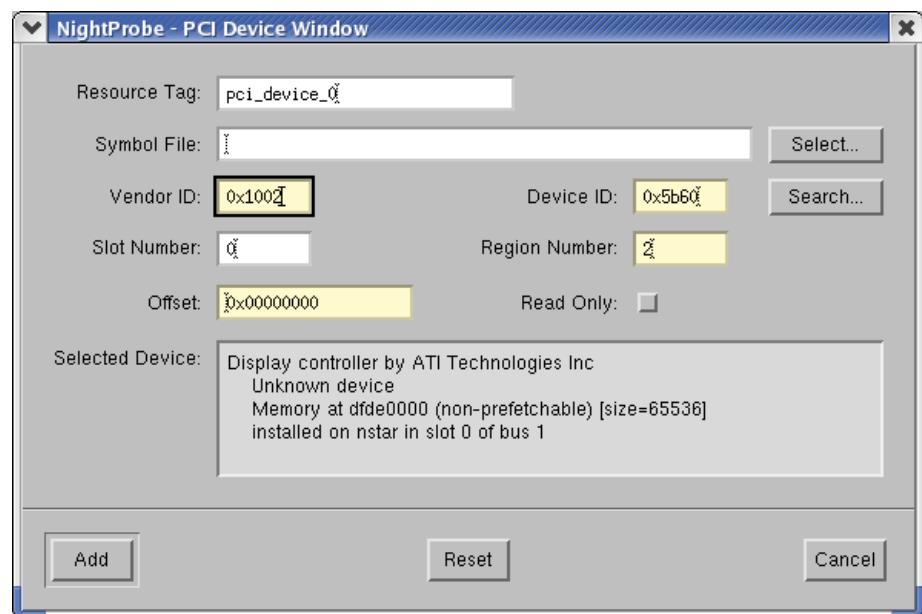 NightProbe - PCI Device Window
Resource Tag: pci_device_0
Symbol File: Select...
Vendor ID: 0x1002 Device ID: 0x5b60 Search...
Slot Number: 0 Region Number: 2
Offset: 0x00000000 Read Only:
Selected Device: Display controller by ATI Technologies Inc
Unknown device
Memory at dfde0000 (non-prefetchable) [size=65536]
installed on nstar in slot 0 of bus 1
Add Reset Cancel